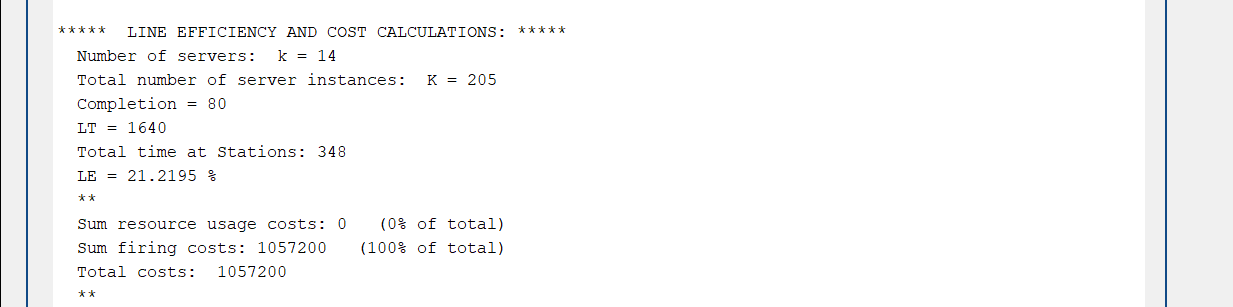 *****  LINE EFFICIENCY AND COST CALCULATIONS: *****
Number of servers:  k = 14
Total number of server instances:  K = 205
Completion = 80
LT = 1640
Total time at Stations: 348
LE = 21.2195 %
**
Sum resource usage costs: 0   (0% of total)
Sum firing costs: 1057200   (100% of total)
Total costs:  1057200
**